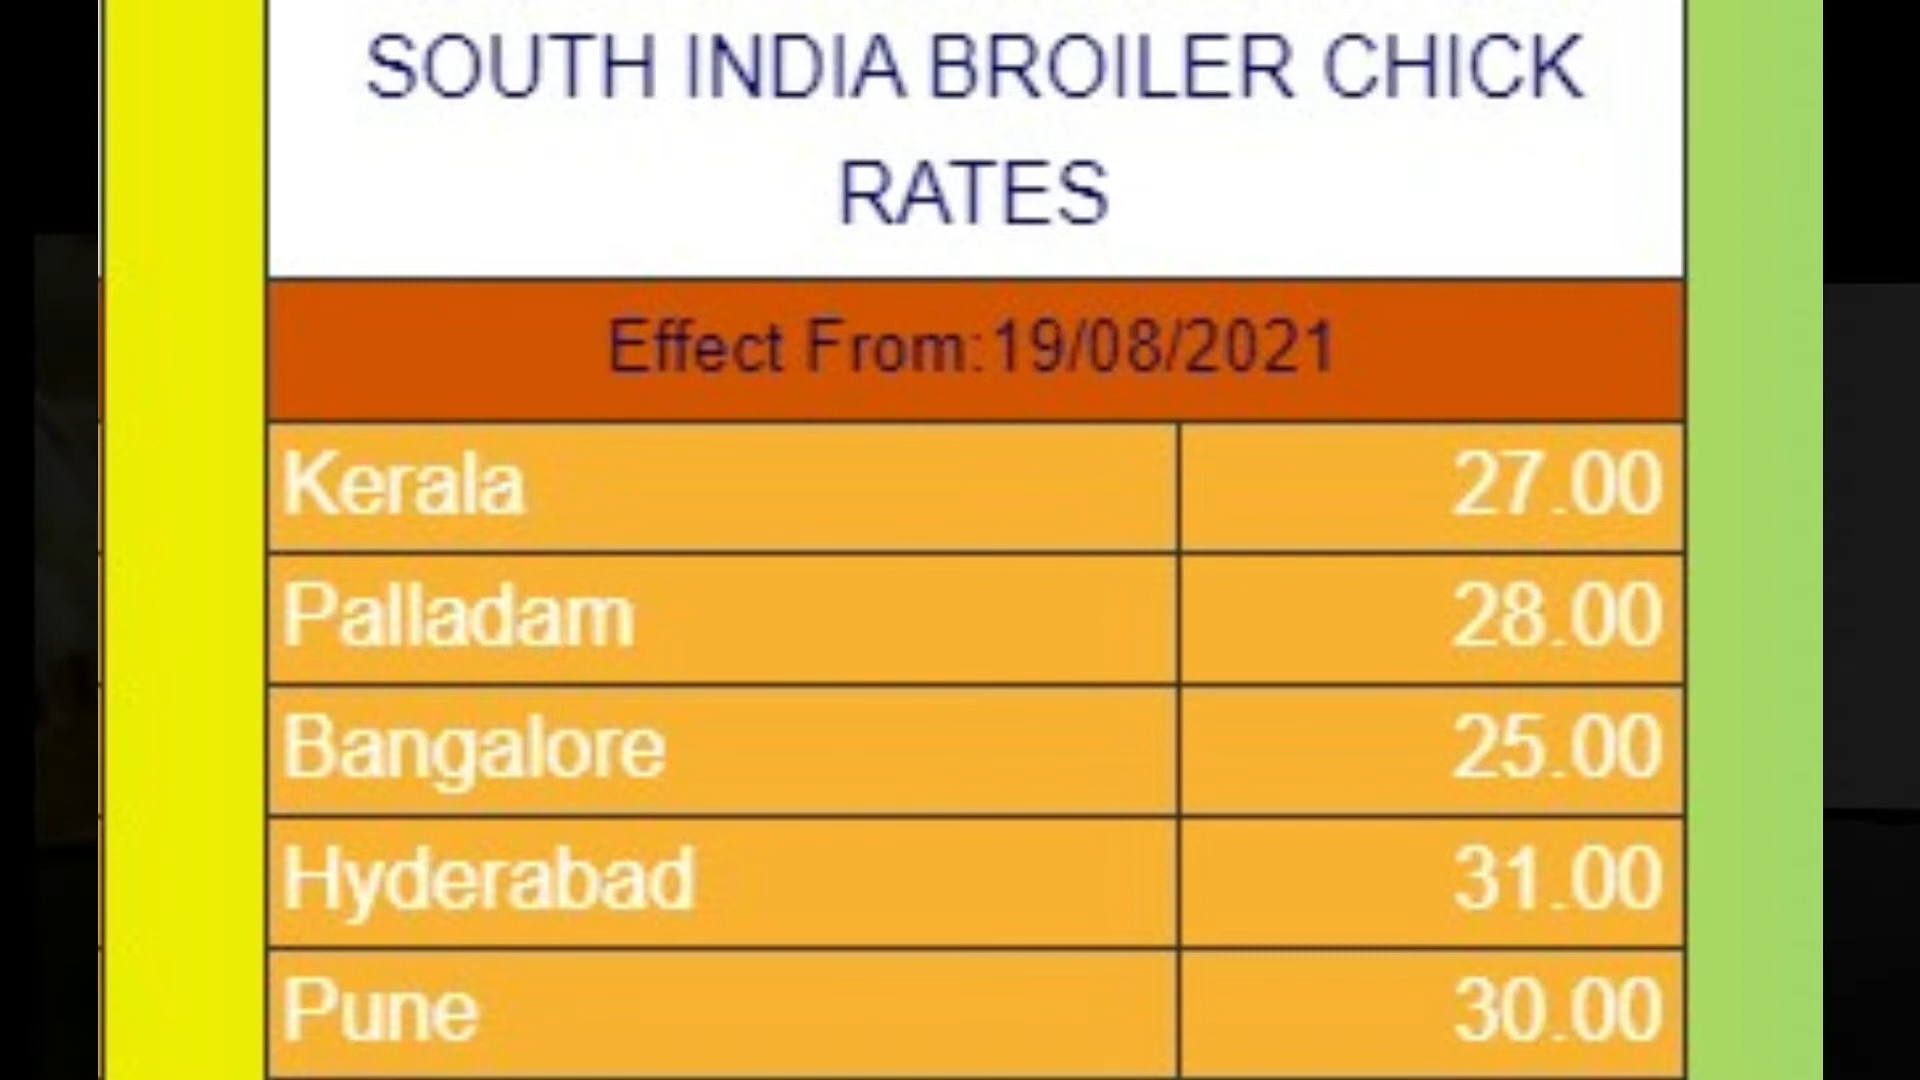 SOUTH INDIA BROILER CHICK
RATES
Effect From:19/08/2021
Kerala 27.00
Palladam 28.00
Bangalore 25.00
Hyderabad 31.00
Pune 30.00